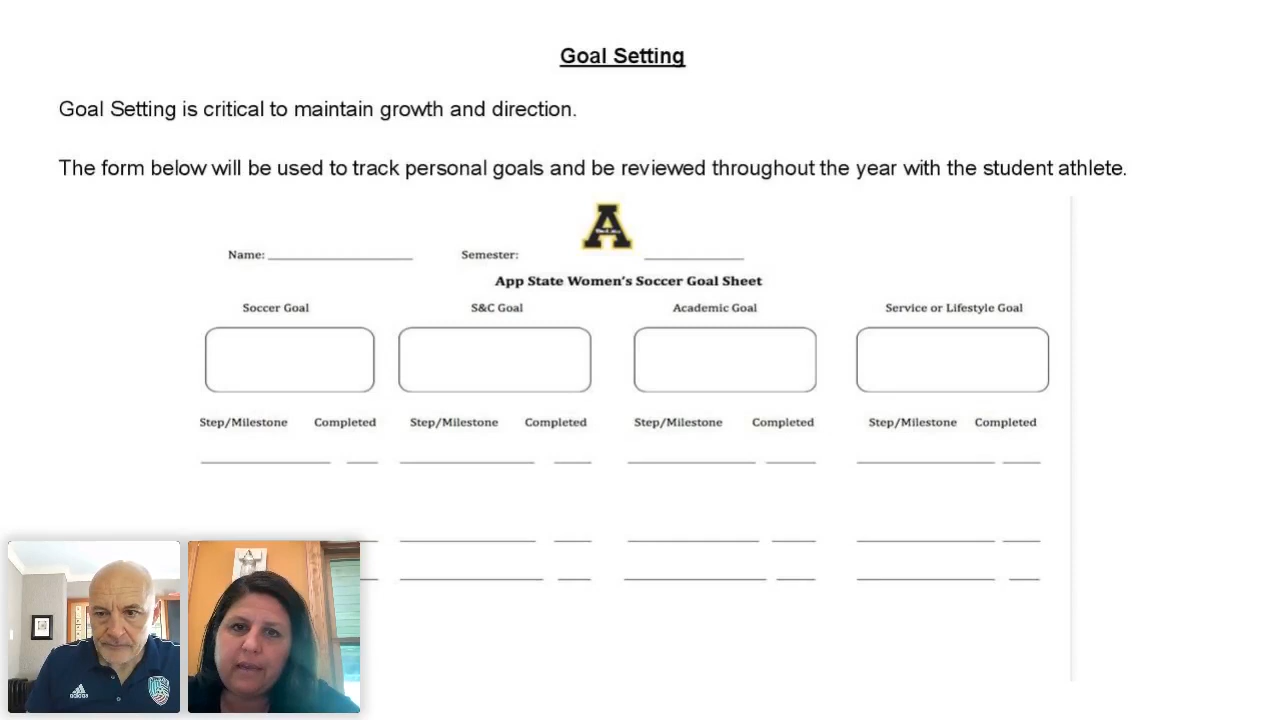 Goal Setting
Goal Setting is critical to maintain growth and direction.
The form below will be used to track personal goals and be reviewed throughout the year with the student athlete.
A
Name: Semester:
App State Women's Soccer Goal Sheet
Soccer Goal S&C Goal Academic Goal Service or Lifestyle Goal
Step/Milestone Completed Step/Milestone Completed Step/Milestone Completed Step/Milestone Completed
adidas